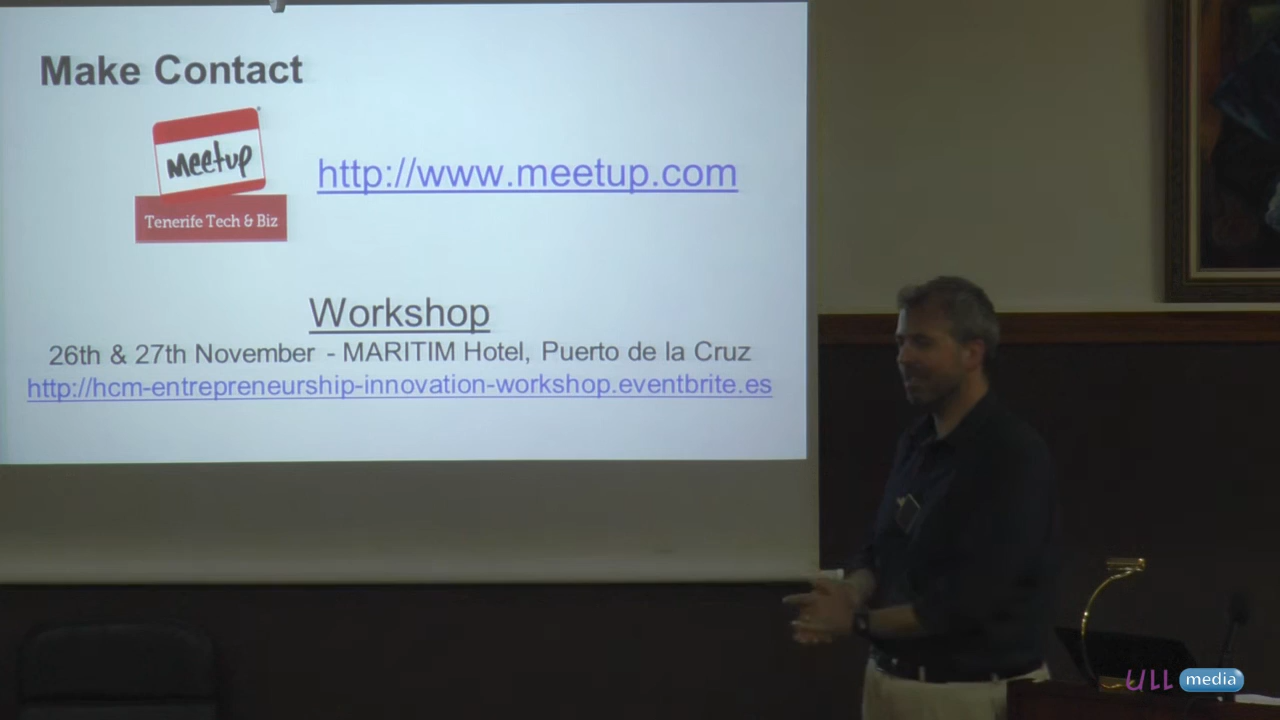 Make Contact
meetup
Tenerife Tech & Biz
http://www.meetup.com
Workshop
26th & 27th November - MARITIM Hotel, Puerto de la Cruz
http://hcm-entrepreneurship-innovation-workshop.eventbrite.es
ULL media